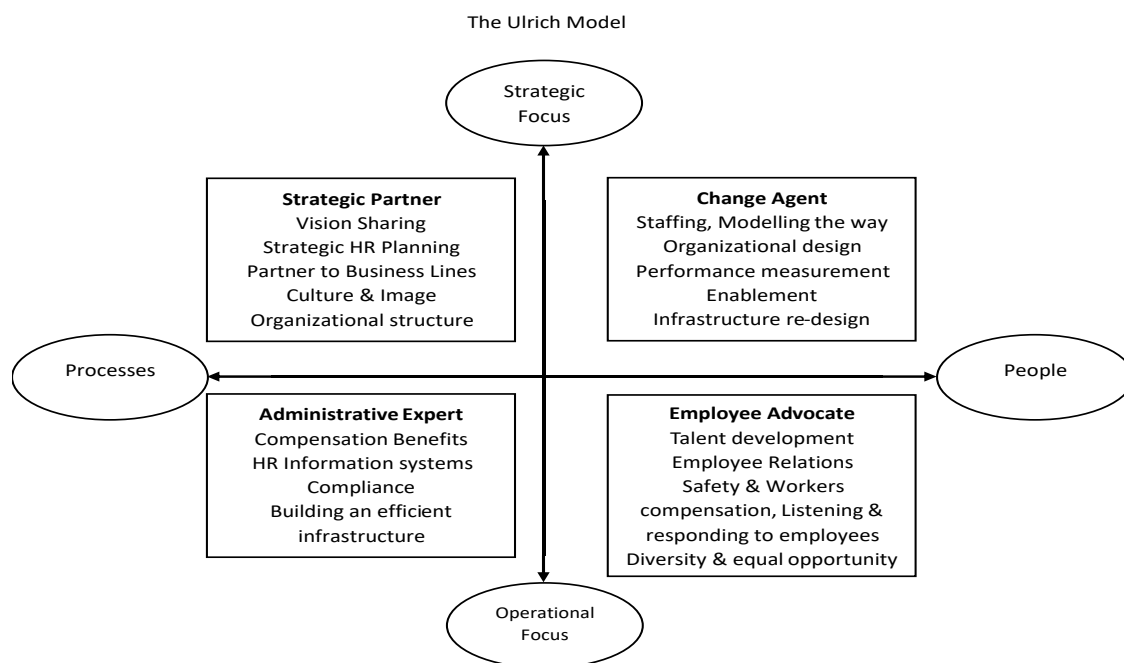 The Ulrich Model
Strategic
Focus
Strategic Partner
Vision Sharing
Strategic HR Planning
Partner to Business Lines
Culture & Image
Organizational structure
Change Agent
Staffing, Modelling the way
Organizational design
Performance measurement
Enablement
Infrastructure re-design
Processes
People
Administrative Expert
Compensation Benefits
HR Information systems
Compliance
Building an efficient
infrastructure
Employee Advocate
Talent development
Employee Relations
Safety & Workers
compensation, Listening &
responding to employees
Diversity & equal opportunity
Operational
Focus